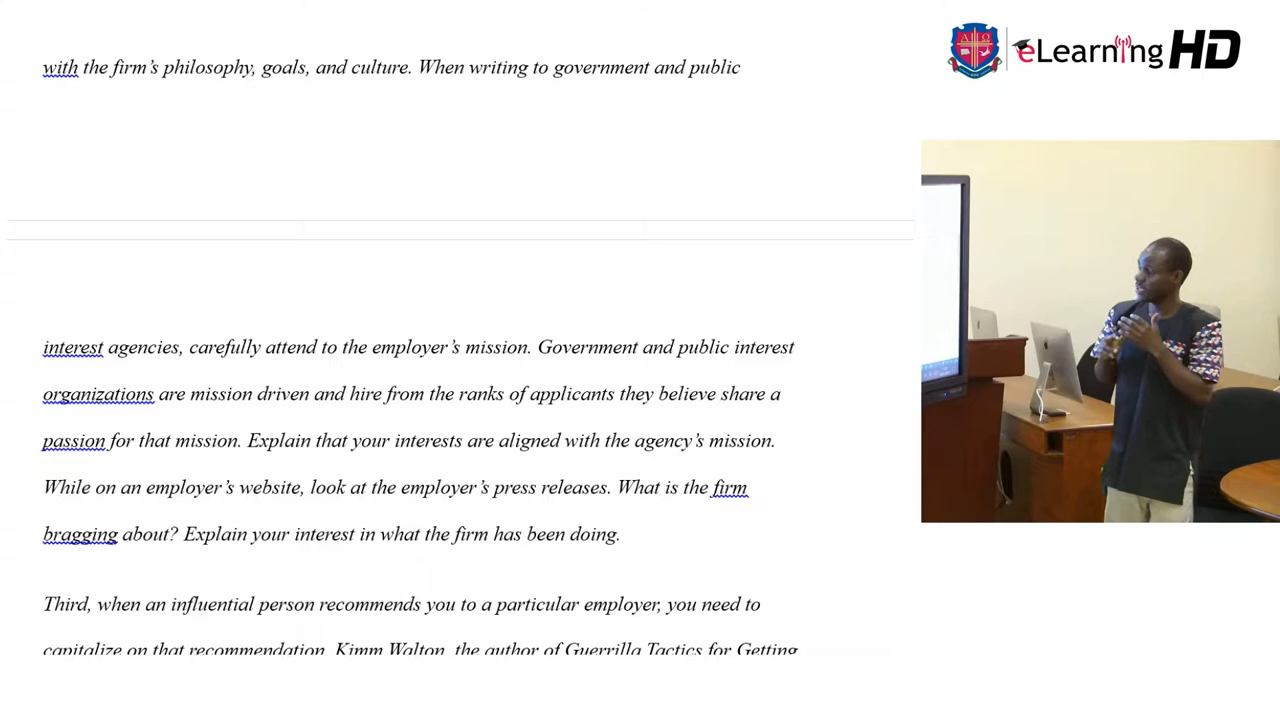 eLearning HD
with the firm's philosophy, goals, and culture. When writing to government and public
interest agencies, carefully attend to the employer's mission. Government and public interest
organizations are mission driven and hire from the ranks of applicants they believe share a
passion for that mission. Explain that your interests are aligned with the agency's mission.
While on an employer's website, look at the employer's press releases. What is the firm
bragging about? Explain your interest in what the firm has been doing.
Third, when an influential person recommends you to a particular employer, you need to
capitalize on that recommendation. Kimm Walton, the author of Guerrilla Tactics for Getting